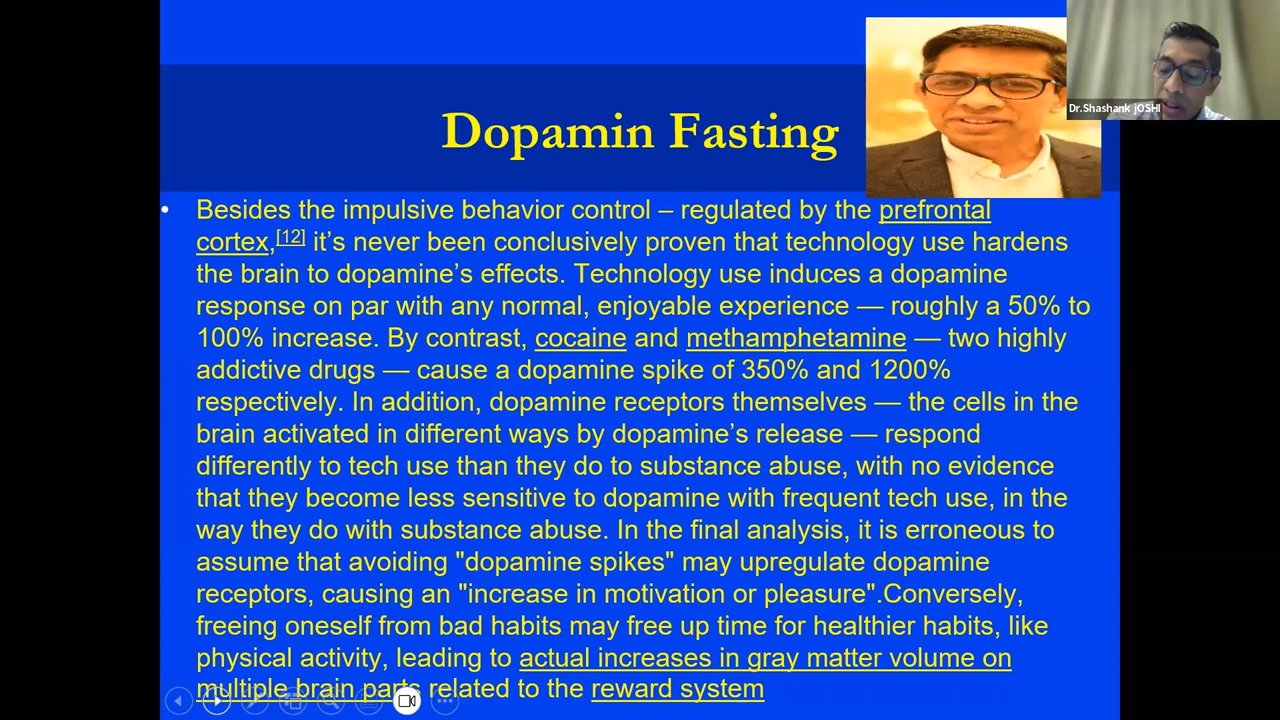 Dr.Shashank jOSHI
Dopamin Fasting
• Besides the impulsive behavior control – regulated by the prefrontal
cortex,[12] it’s never been conclusively proven that technology use hardens
the brain to dopamine’s effects. Technology use induces a dopamine
response on par with any normal, enjoyable experience — roughly a 50% to
100% increase. By contrast, cocaine and methamphetamine — two highly
addictive drugs — cause a dopamine spike of 350% and 1200%
respectively. In addition, dopamine receptors themselves — the cells in the
brain activated in different ways by dopamine’s release — respond
differently to tech use than they do to substance abuse, with no evidence
that they become less sensitive to dopamine with frequent tech use, in the
way they do with substance abuse. In the final analysis, it is erroneous to
assume that avoiding "dopamine spikes" may upregulate dopamine
receptors, causing an "increase in motivation or pleasure".Conversely,
freeing oneself from bad habits may free up time for healthier habits, like
physical activity, leading to actual increases in gray matter volume on
multiple brain parts related to the reward system